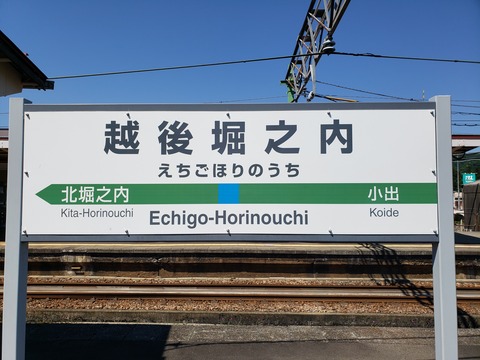 越後堀之内
えちごほりのうち
北堀之内 小出
Kita-Horinouchi Echigo-Horinouchi Koide